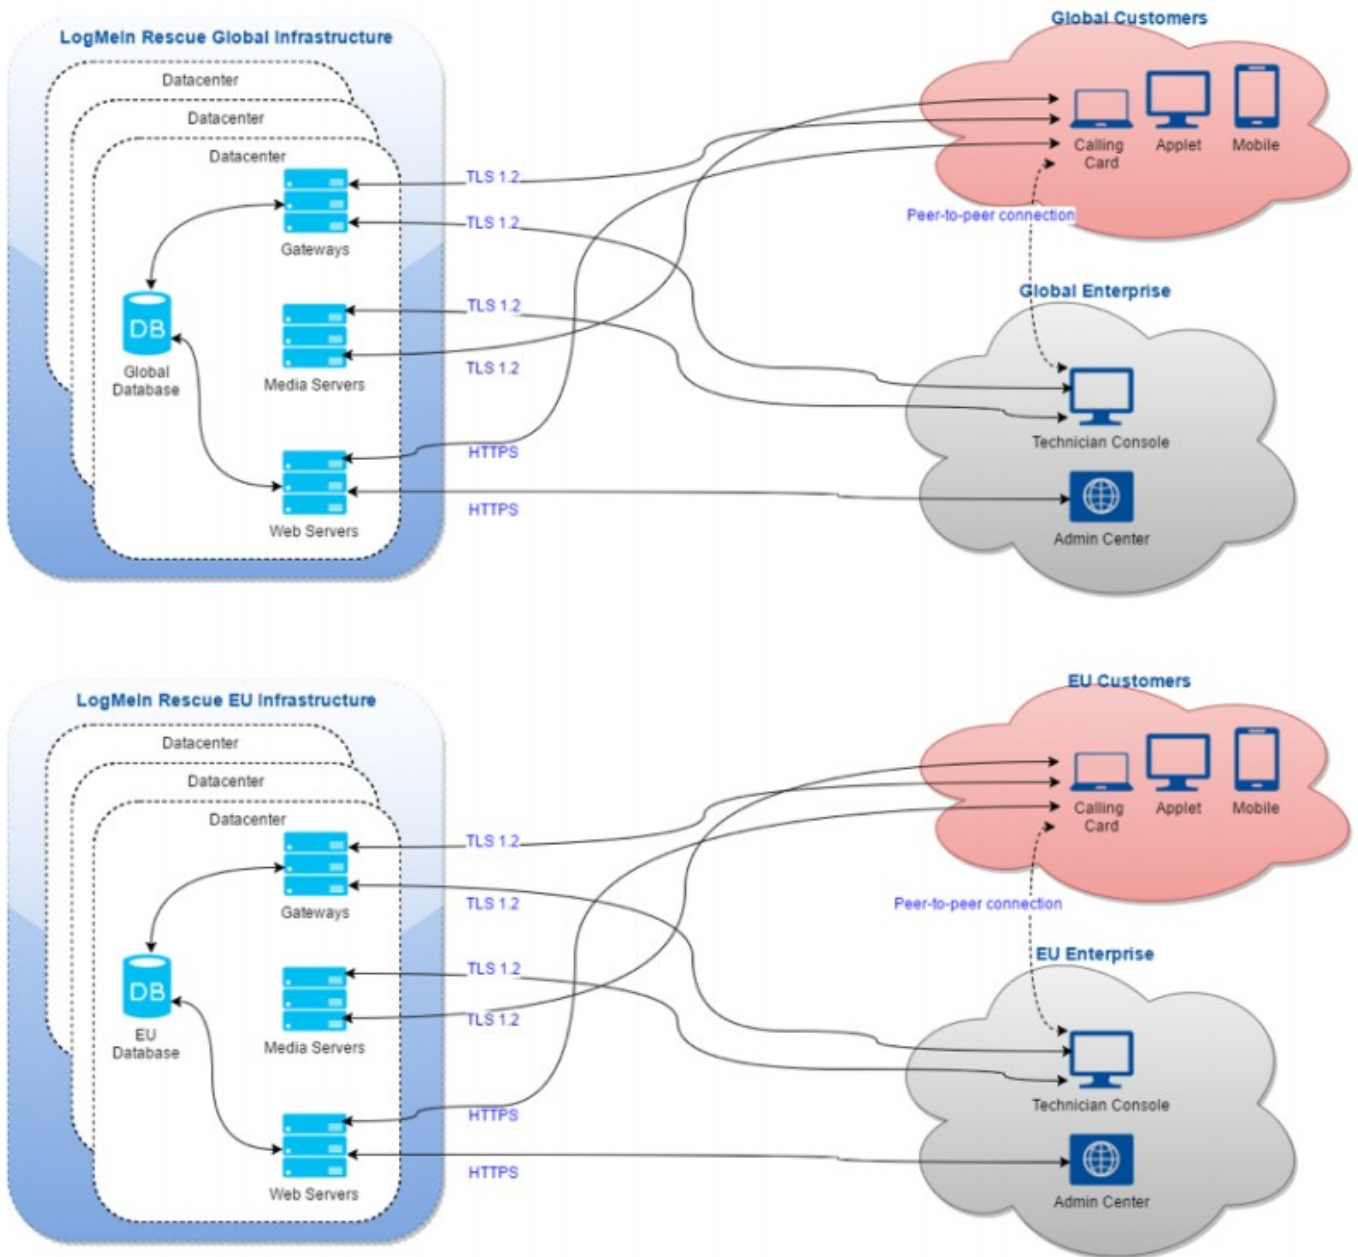 LogMeIn Rescue Global Infrastructure
Datacenter
Datacenter
Datacenter
Gateways
DB
Global
Database
Media Servers
Web Servers
TLS 1.2
TLS 1.2
TLS 1.2
TLS 1.2
HTTPS
HTTPS
Global Customers
Calling
Card
Applet
Mobile
Peer-to-peer connection
Global Enterprise
Technician Console
Admin Center
LogMeIn Rescue EU Infrastructure
Datacenter
Datacenter
Datacenter
Gateways
DB
EU
Database
Media Servers
Web Servers
TLS 1.2
TLS 1.2
TLS 1.2
TLS 1.2
HTTPS
HTTPS
EU Customers
Calling
Card
Applet
Mobile
Peer-to-peer connection
EU Enterprise
Technician Console
Admin Center